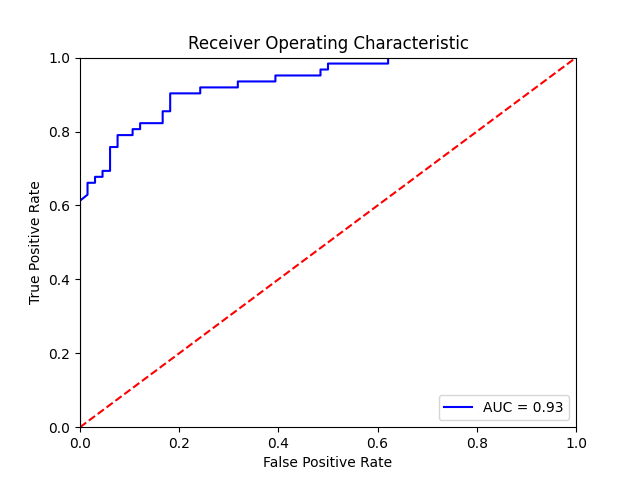 Receiver Operating Characteristic
1.0
0.8
0.6
0.4
0.2
0.0
True Positive Rate
AUC = 0.93
0.0 0.2 0.4 0.6 0.8 1.0
False Positive Rate